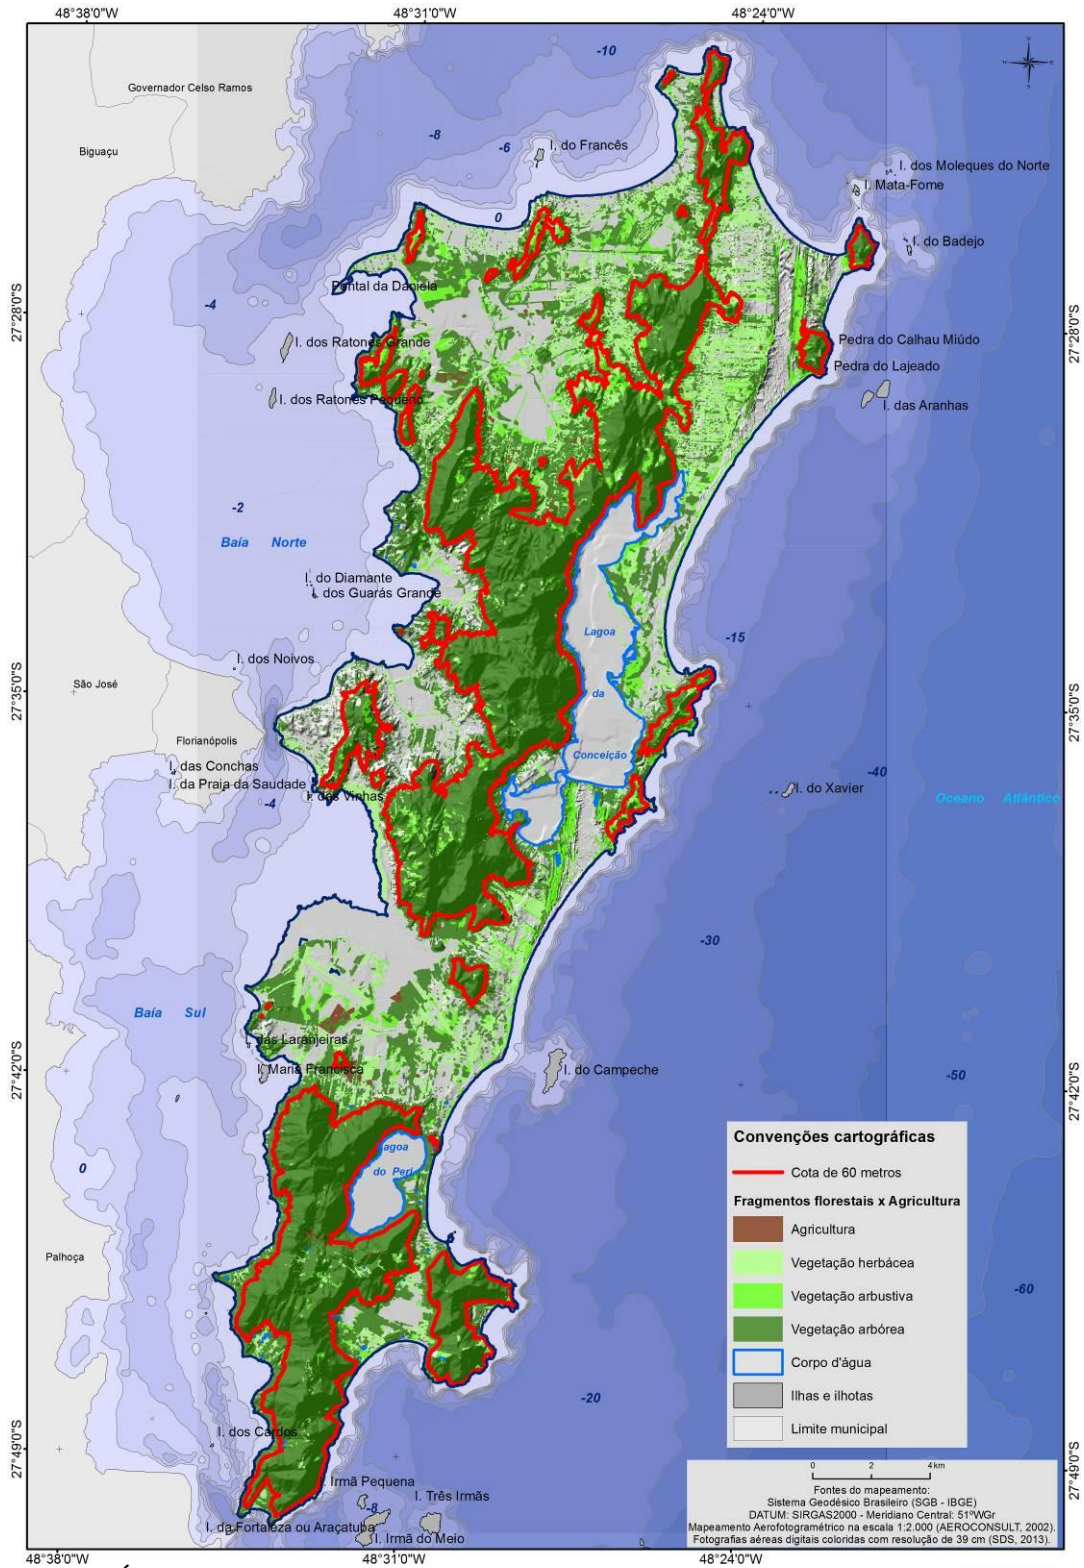 48°38'0"W
48°31'0"W
48°24'0"W
-10
Governador Celso Ramos
-8
-6
I. do Francês
Biguaçu
I. dos Moleques do Norte
I. Mata-Fome
0
I. do Badejo
Pontal da Daniela
-4
27°28'0"S
27°28'0"S
I. dos Ratones Grande
Pedra do Calhau Miúdo
Pedra do Lajeado
I. dos Ratones Pequeno
I. das Aranhas
-2
Baía Norte
I. do Diamante
dos Guarás Grande
Lagoa
-15
I. dos Noivos
São José
da
27°35'0"S
27°35'0"S
Florianópolis
Conceição
I. das Conchas
-40
I. da Praia da Saudade
I. do Xavier
I. das Vinhas
-4
Oceano Atlântico
-30
Baía Sul
I. das Laranjeiras
I. Maria Francisca
I. do Campeche
27°42'0"S
27°42'0"S
-50
Convenções cartográficas
agoa
do Peri
0
Cota de 60 metros
Fragmentos florestais x Agricultura
Agricultura
Palhoça
Vegetação herbácea
-60
Vegetação arbustiva
Vegetação arbórea
Corpo d'água
Ilhas e ilhotas
-20
Limite municipal
I. dos Cardos
27°49'0"S
27°49'0"S
0 2 4 km
Irmã Pequena
-8
I. Três Irmãs
I. da Fortaleza ou Araçatuba
I. Irmã do Meio
Fontes do mapeamento:
Sistema Geodésico Brasileiro (SGB - IBGE)
DATUM: SIRGAS2000 - Meridiano Central: 51°WGr
Mapeamento Aerofotogramétrico na escala 1:2.000 (AEROCONSULT, 2002).
Fotografias aéreas digitais coloridas com resolução de 39 cm (SDS, 2013).
48°38'0"W
48°31'0"W
48°24'0"W